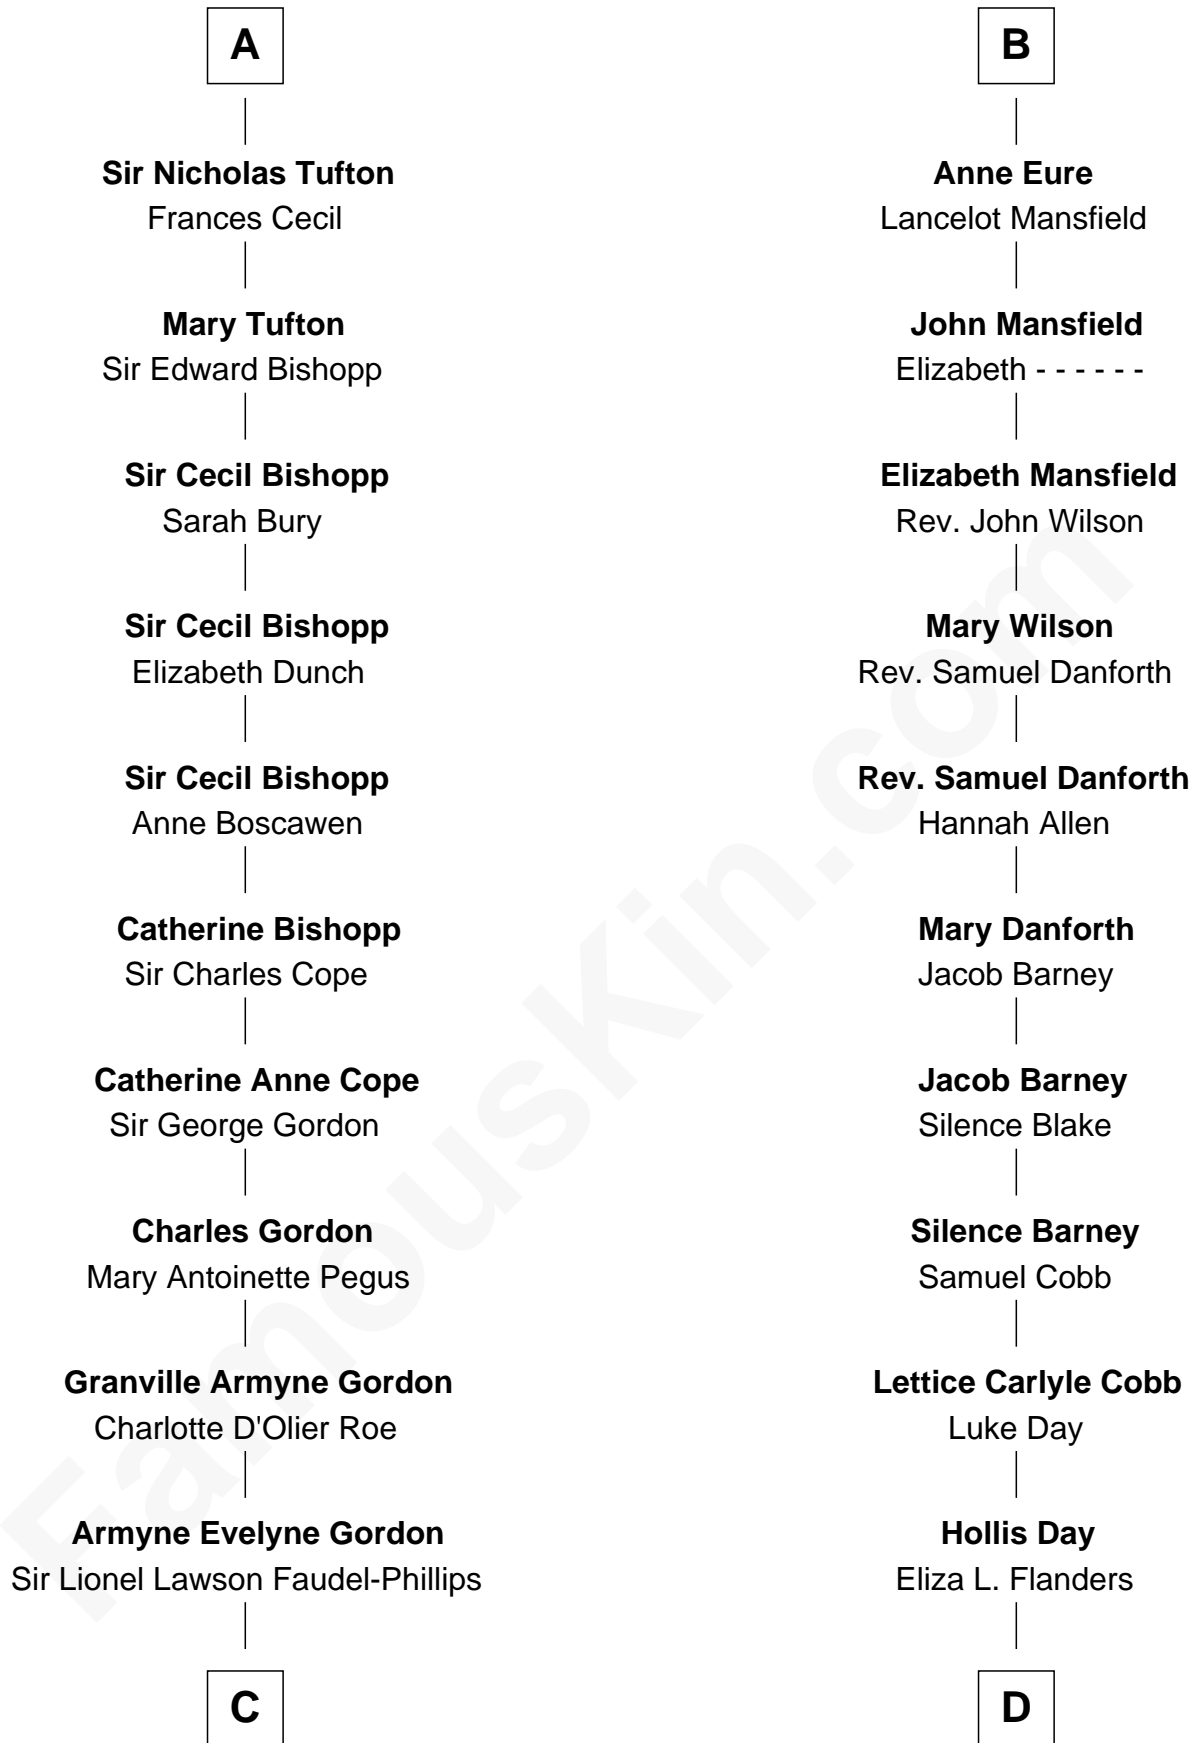 A
Sir Nicholas Tufton
Frances Cecil
Mary Tufton
Sir Edward Bishopp
Sir Cecil Bishopp
Sarah Bury
Sir Cecil Bishopp
Elizabeth Dunch
Sir Cecil Bishopp
Anne Boscawen
Catherine Bishopp
Sir Charles Cope
Catherine Anne Cope
Sir George Gordon
Charles Gordon
Mary Antoinette Pegus
Granville Armyne Gordon
Charlotte D'Olier Roe
Armyne Evelyne Gordon
Sir Lionel Lawson Faudel-Phillips
C
B
Anne Eure
Lancelot Mansfield
John Mansfield
Elizabeth - - - - - -
Elizabeth Mansfield
Rev. John Wilson
Mary Wilson
Rev. Samuel Danforth
Rev. Samuel Danforth
Hannah Allen
Mary Danforth
Jacob Barney
Jacob Barney
Silence Blake
Silence Barney
Samuel Cobb
Lettice Carlyle Cobb
Luke Day
Hollis Day
Eliza L. Flanders
D
FamousKin.com